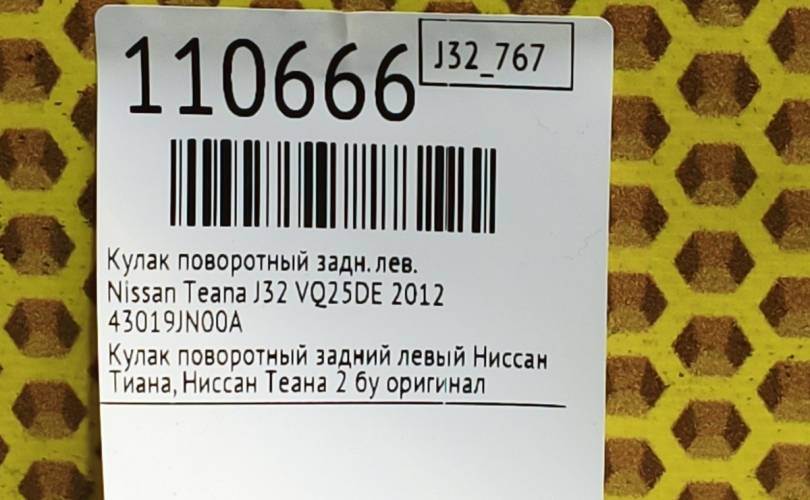 110666
J32_767
Кулак поворотный задн. лев.
Nissan Teana J32 VQ25DE 2012
43019JN00A
Кулак поворотный задний левый Ниссан
Тиана, Ниссан Теана 2 бу оригинал